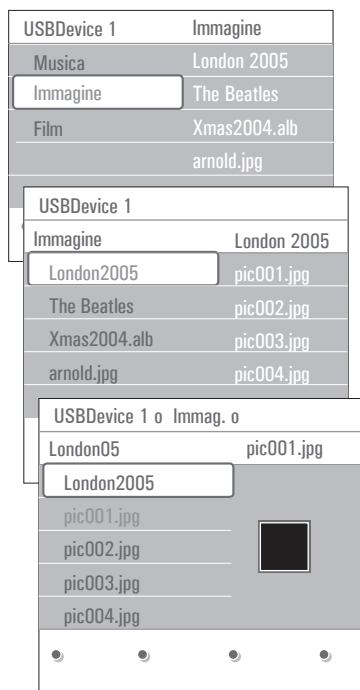 USBDevice 1 Immagine
Musica London 2005
Immagine The Beatles
Film Xmas2004.alb
arnold.jpg
USBDevice 1
Immagine London 2005
London2005 pic001.jpg
The Beatles pic002.jpg
Xmas2004.alb pic003.jpg
arnold.jpg pic004.jpg
USBDevice 1 o Immag. o
London05 pic001.jpg
London2005
pic001.jpg
pic002.jpg
pic003.jpg
pic004.jpg